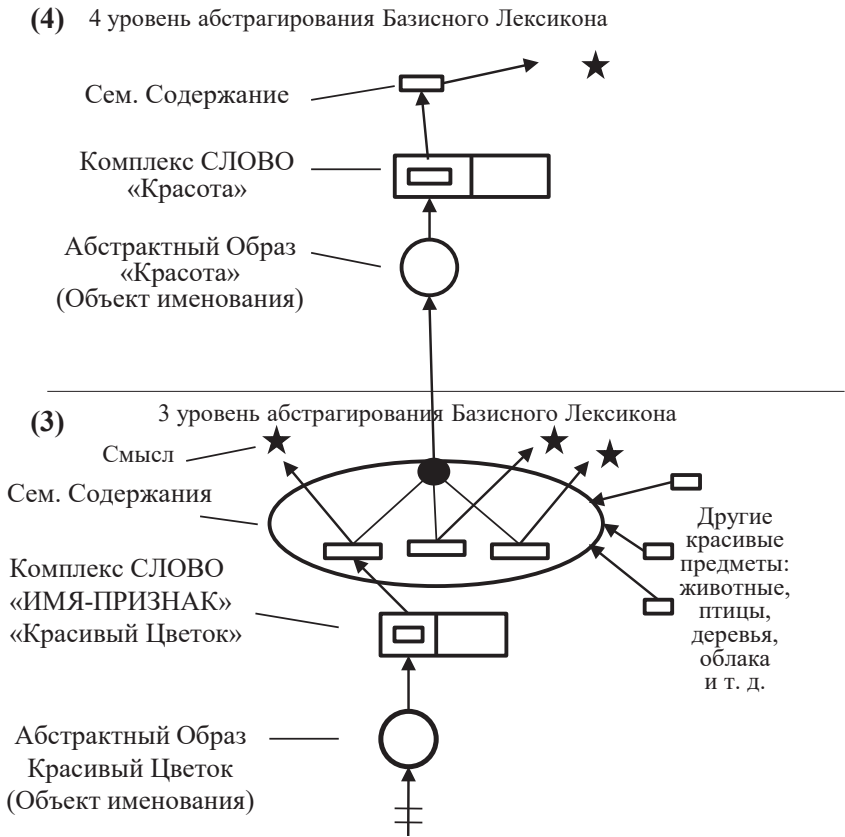 (4) 4 уровень абстрагирования Базисного Лексикона
Сем. Содержание
Комплекс СЛОВО
«Красота»
Абстрактный Образ
«Красота»
(Объект именования)
(3) 3 уровень абстрагирования Базисного Лексикона
Смысл
Сем. Содержания
Другие
красивые
предметы:
животные,
птицы,
деревья,
облака
и т. д.
Комплекс СЛОВО
«ИМЯ-ПРИЗНАК»
«Красивый Цветок»
Абстрактный Образ
Красивый Цветок
(Объект именования)